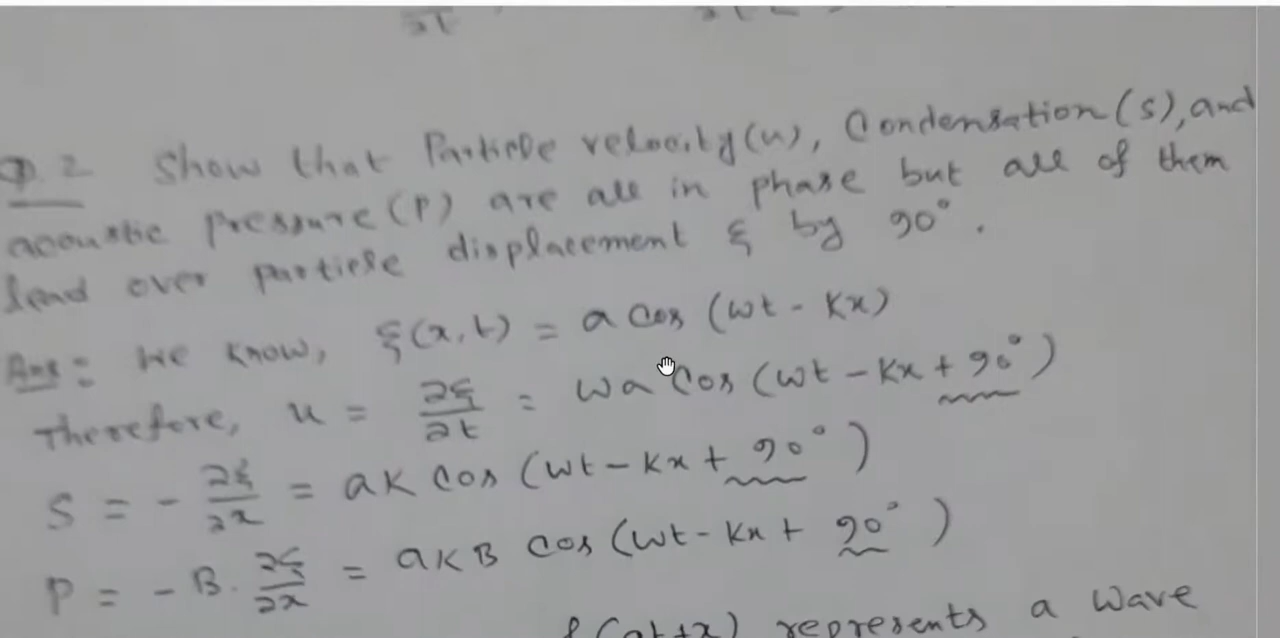 Q.2 Show that Particle velocity(u), Condensation(s), and
acoustic pressure(P) are all in phase but all of them
lead over particle displacement ξ by 90°.
Ans: We know, ξ(x,t) = a cos (ωt - Kx)
Therefore, u = ∂ξ/∂t = ωa cos (ωt - Kx + 90°)
S = - ∂ξ/∂x = aK cos (ωt - Kx + 90°)
P = - B. ∂ξ/∂x = aKB cos (ωt - Kx + 90°)
f(at+x) represents a wave